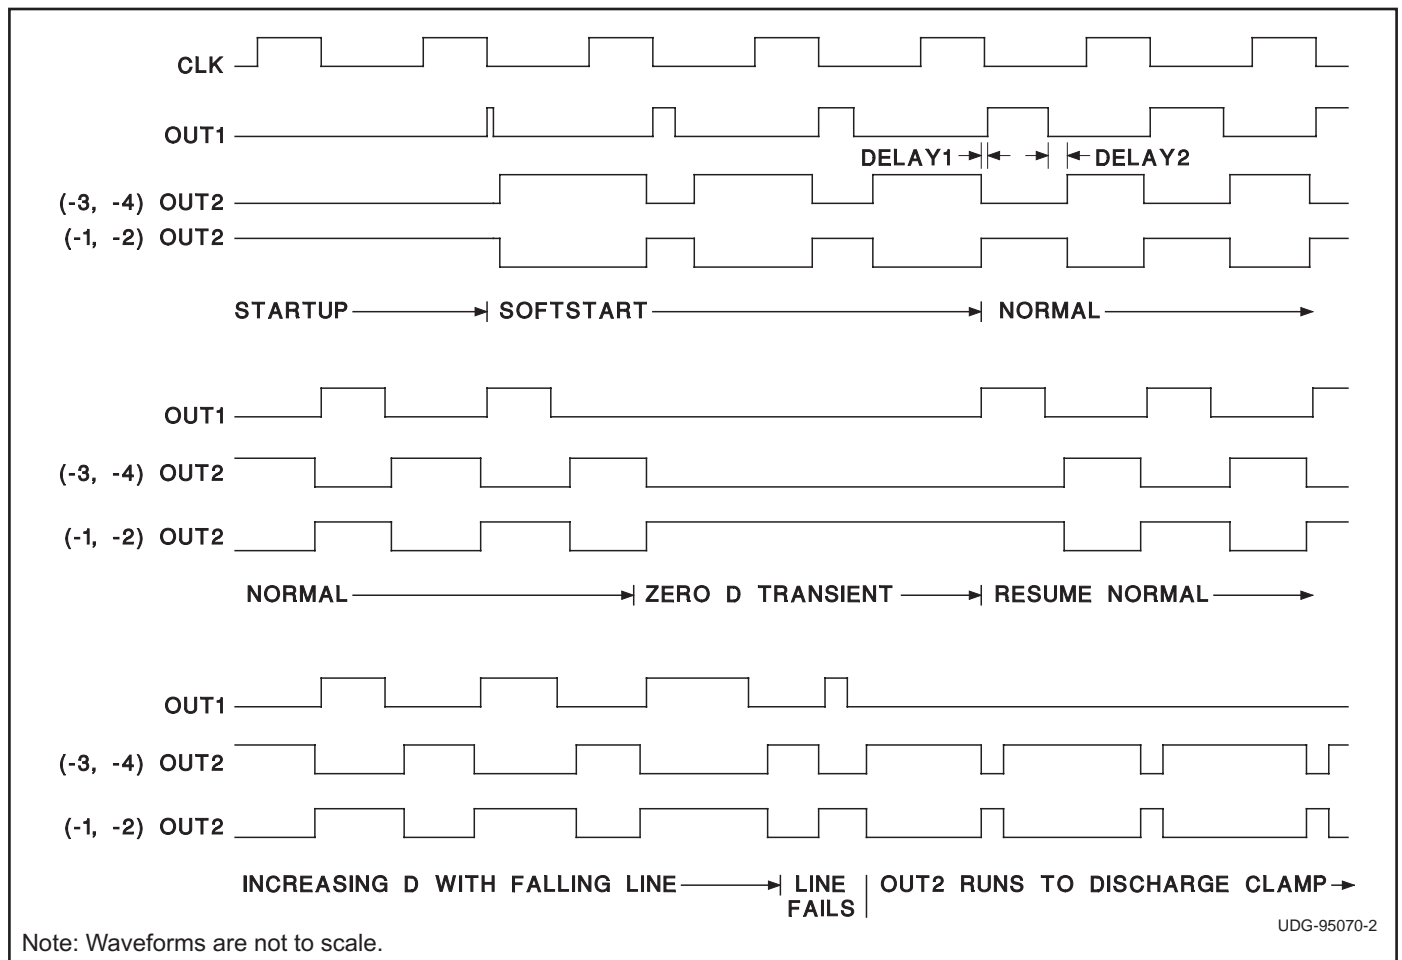 CLK
OUT1
DELAY1 DELAY2
(-3, -4) OUT2
(-1, -2) OUT2
STARTUP SOFTSTART NORMAL
OUT1
(-3, -4) OUT2
(-1, -2) OUT2
NORMAL ZERO D TRANSIENT RESUME NORMAL
OUT1
(-3, -4) OUT2
(-1, -2) OUT2
INCREASING D WITH FALLING LINE LINE FAILS OUT2 RUNS TO DISCHARGE CLAMP
UDG-95070-2
Note: Waveforms are not to scale.